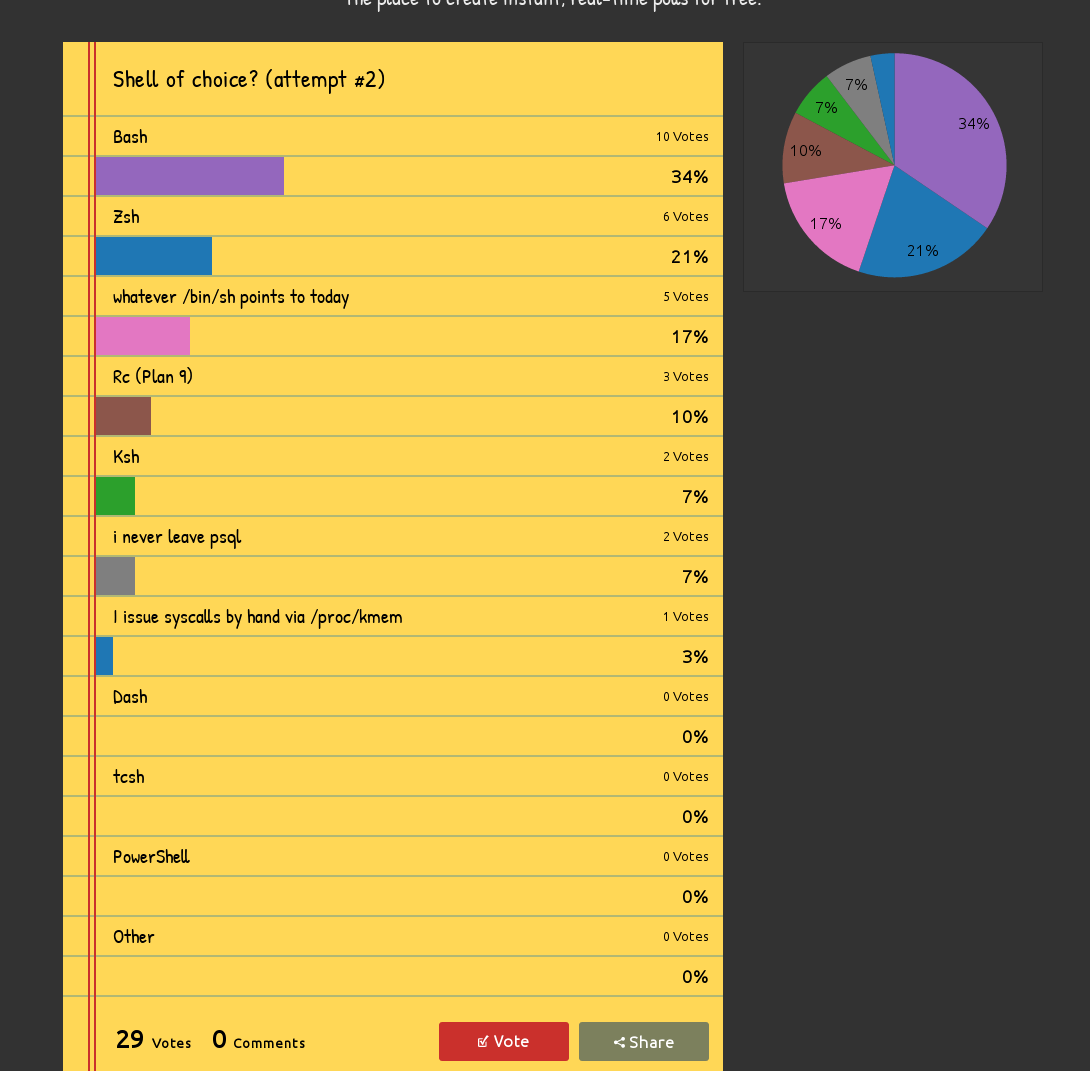 The place to create instant, real-time polls for free.
Shell of choice? (attempt #2)
Bash 10 Votes
34%
Zsh 6 Votes
21%
whatever /bin/sh points to today 5 Votes
17%
Rc (Plan 9) 3 Votes
10%
Ksh 2 Votes
7%
i never leave psql 2 Votes
7%
I issue syscalls by hand via /proc/kmem 1 Votes
3%
Dash 0 Votes
0%
tcsh 0 Votes
0%
PowerShell 0 Votes
0%
Other 0 Votes
0%
29 Votes 0 Comments
Vote
Share
34%
21%
17%
10%
7%
7%